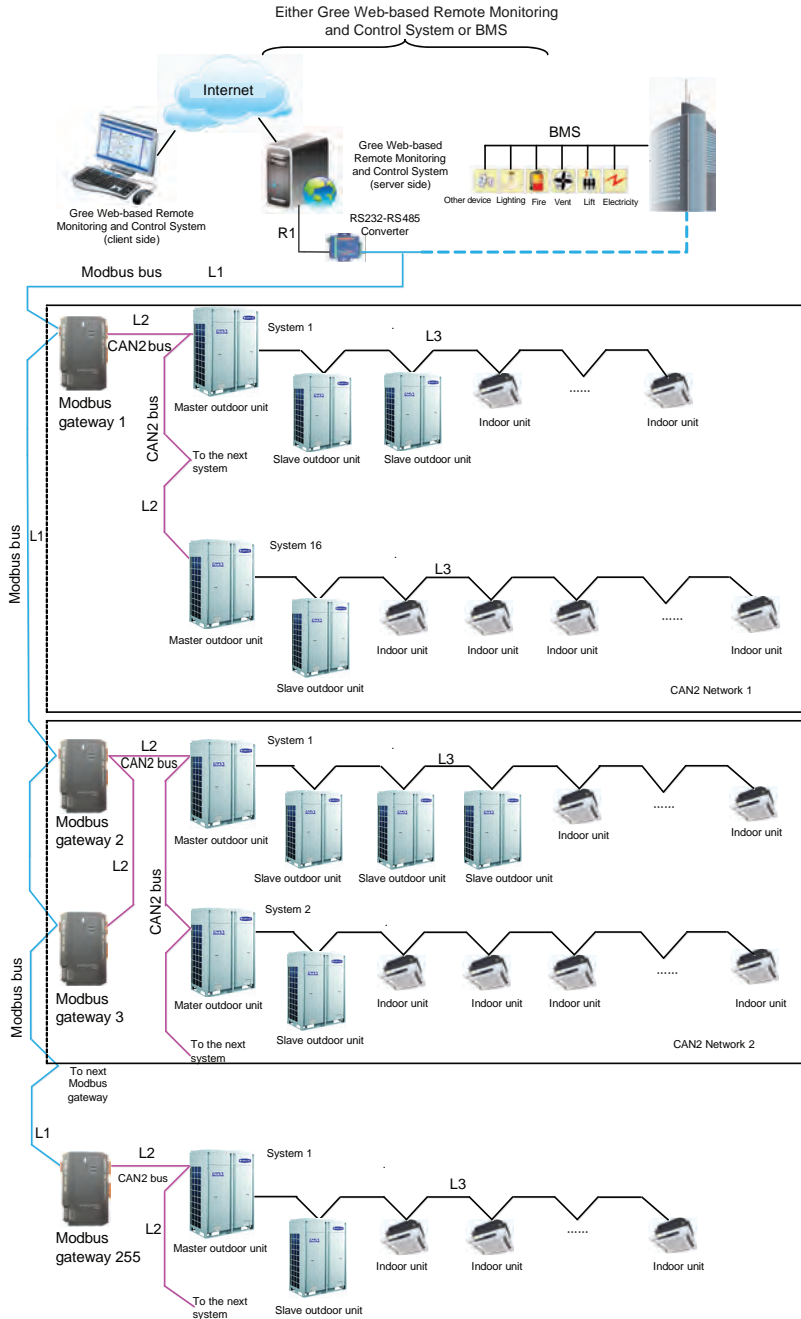 Either Gree Web-based Remote Monitoring
and Control System or BMS
Internet
Gree Web-based
Remote Monitoring
and Control System
(server side)
BMS
Other device
Lighting
Fire
Vent
Lift
Electricity
Gree Web-based Remote
Monitoring and Control System
(client side)
R1
RS232-RS485
Converter
Modbus bus
L1
L2
CAN2 bus
System 1
L3
Modbus
gateway 1
Master outdoor unit
Slave outdoor unit
Slave outdoor unit
Indoor unit
......
Indoor unit
CAN2 bus
To the next
system
L2
Modbus bus
L1
System 16
L3
Master outdoor unit
Slave outdoor unit
Indoor unit
Indoor unit
Indoor unit
......
Indoor unit
CAN2 Network 1
L2
CAN2 bus
System 1
L3
Modbus
gateway 2
Master outdoor unit
Slave outdoor unit
Slave outdoor unit
Slave outdoor unit
Indoor unit
......
Indoor unit
L2
CAN2 bus
System 2
Modbus bus
Modbus
gateway 3
Mater outdoor unit
Slave outdoor unit
Indoor unit
Indoor unit
Indoor unit
......
Indoor unit
To the next
system
CAN2 Network 2
To next
Modbus
gateway
L1
L2
CAN2 bus
System 1
L3
L2
Modbus
gateway 255
Master outdoor unit
Slave outdoor unit
Indoor unit
Indoor unit
......
Indoor unit
To the next
system